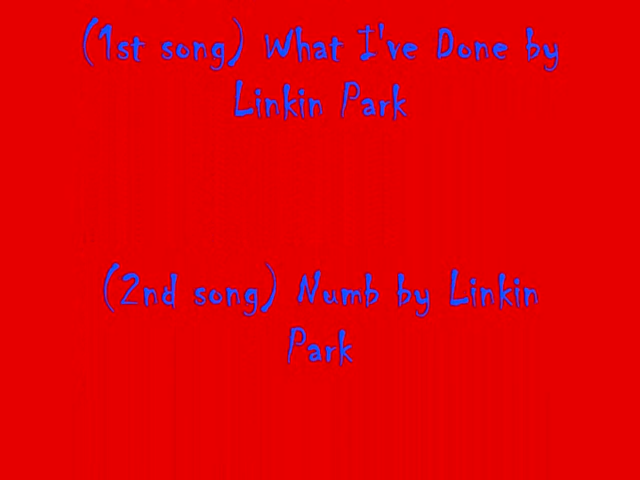 (1st song) What I've Done by
Linkin Park
(2nd song) Numb by Linkin
Park